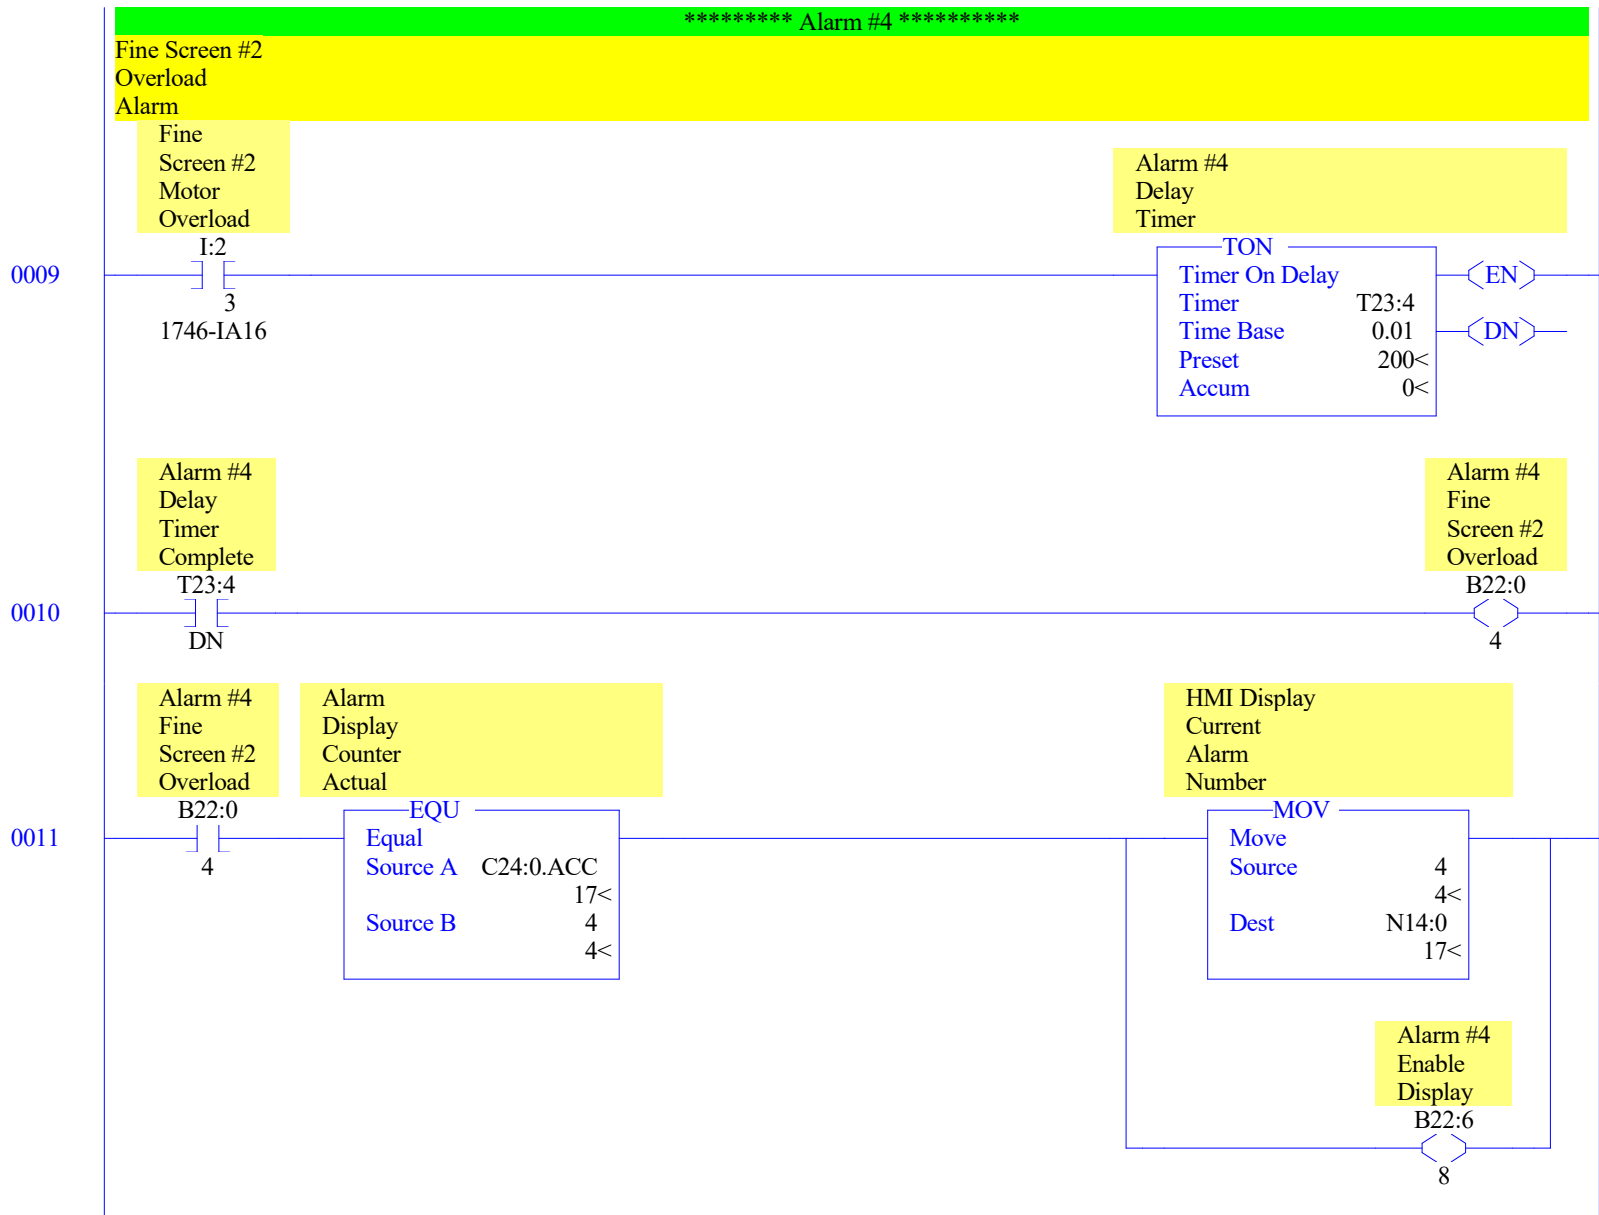 ********* Alarm #4 **********
Fine Screen #2
Overload
Alarm
Fine
Screen #2
Motor
Overload
I:2
3
1746-IA16
0009
Alarm #4
Delay
Timer
TON
Timer On Delay
Timer T23:4
Time Base 0.01
Preset 200<
Accum 0<
EN
DN
Alarm #4
Delay
Timer
Complete
T23:4
DN
0010
Alarm #4
Fine
Screen #2
Overload
B22:0
4
Alarm #4
Fine
Screen #2
Overload
B22:0
4
0011
Alarm
Display
Counter
Actual
EQU
Equal
Source A C24:0.ACC
17<
Source B 4
4<
HMI Display
Current
Alarm
Number
MOV
Move
Source 4
4<
Dest N14:0
17<
Alarm #4
Enable
Display
B22:6
8